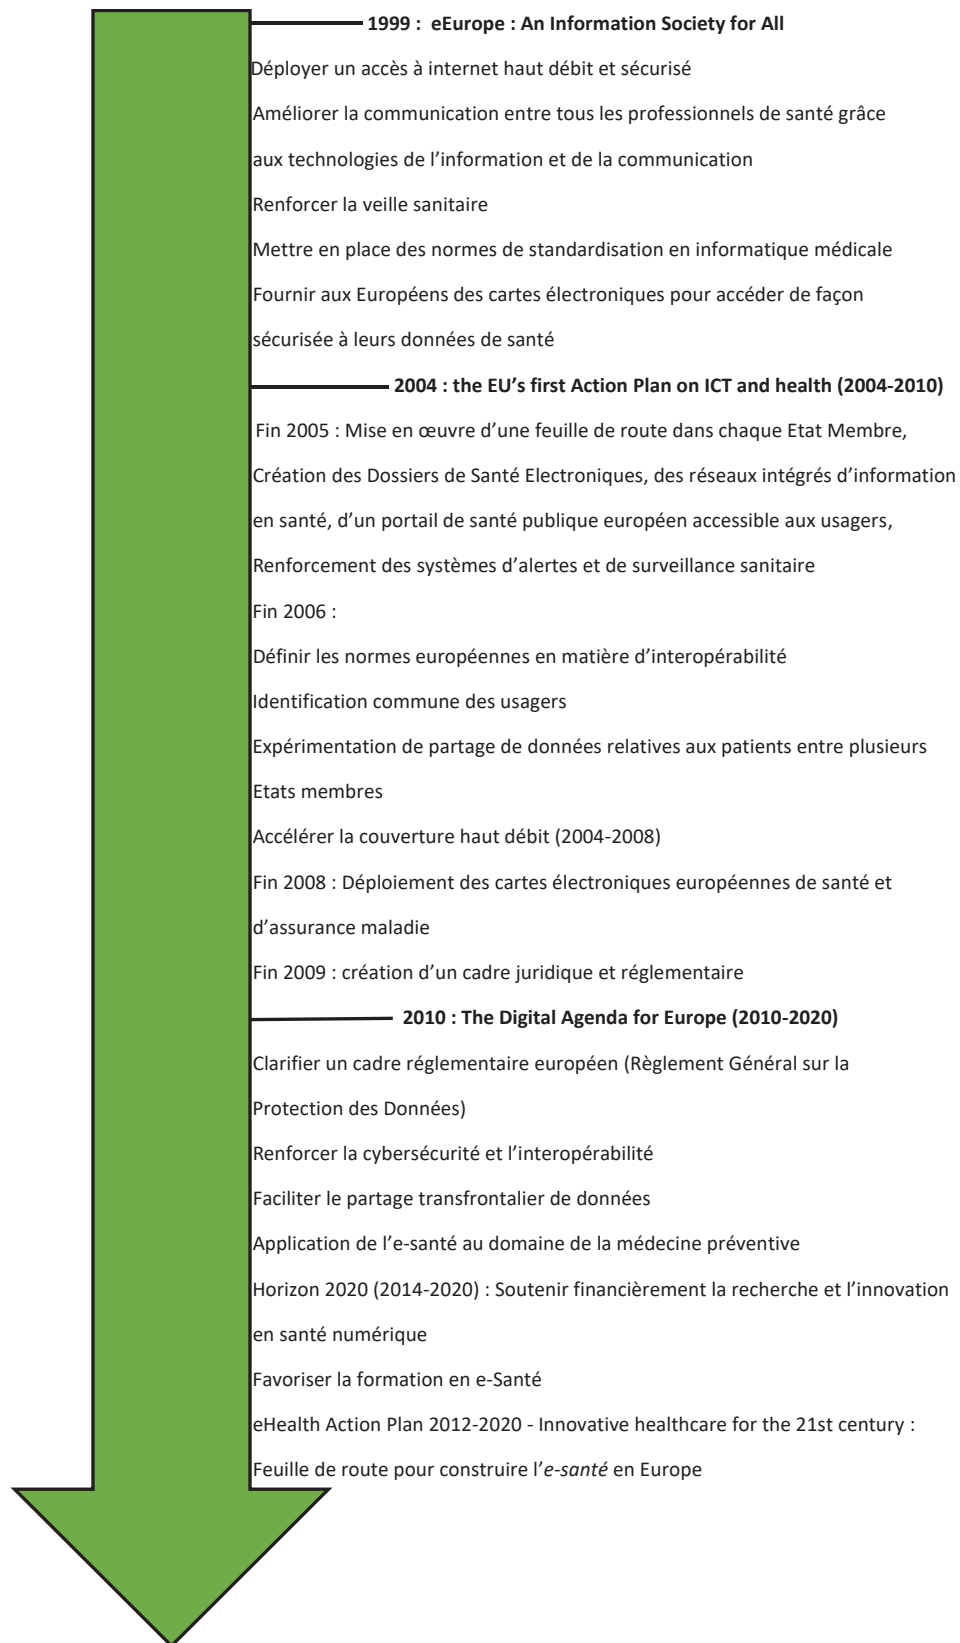 1999 : eEurope : An Information Society for All
Déployer un accès à internet haut débit et sécurisé
Améliorer la communication entre tous les professionnels de santé grâce
aux technologies de l’information et de la communication
Renforcer la veille sanitaire
Mettre en place des normes de standardisation en informatique médicale
Fournir aux Européens des cartes électroniques pour accéder de façon
sécurisée à leurs données de santé
2004 : the EU’s first Action Plan on ICT and health (2004-2010)
Fin 2005 : Mise en œuvre d’une feuille de route dans chaque Etat Membre,
Création des Dossiers de Santé Electroniques, des réseaux intégrés d’information
en santé, d’un portail de santé publique européen accessible aux usagers,
Renforcement des systèmes d’alertes et de surveillance sanitaire
Fin 2006 :
Définir les normes européennes en matière d’interopérabilité
Identification commune des usagers
Expérimentation de partage de données relatives aux patients entre plusieurs
Etats membres
Accélérer la couverture haut débit (2004-2008)
Fin 2008 : Déploiement des cartes électroniques européennes de santé et
d’assurance maladie
Fin 2009 : création d’un cadre juridique et réglementaire
2010 : The Digital Agenda for Europe (2010-2020)
Clarifier un cadre réglementaire européen (Règlement Général sur la
Protection des Données)
Renforcer la cybersécurité et l’interopérabilité
Faciliter le partage transfrontalier de données
Application de l’e-santé au domaine de la médecine préventive
Horizon 2020 (2014-2020) : Soutenir financièrement la recherche et l’innovation
en santé numérique
Favoriser la formation en e-Santé
eHealth Action Plan 2012-2020 - Innovative healthcare for the 21st century :
Feuille de route pour construire l’e-santé en Europe